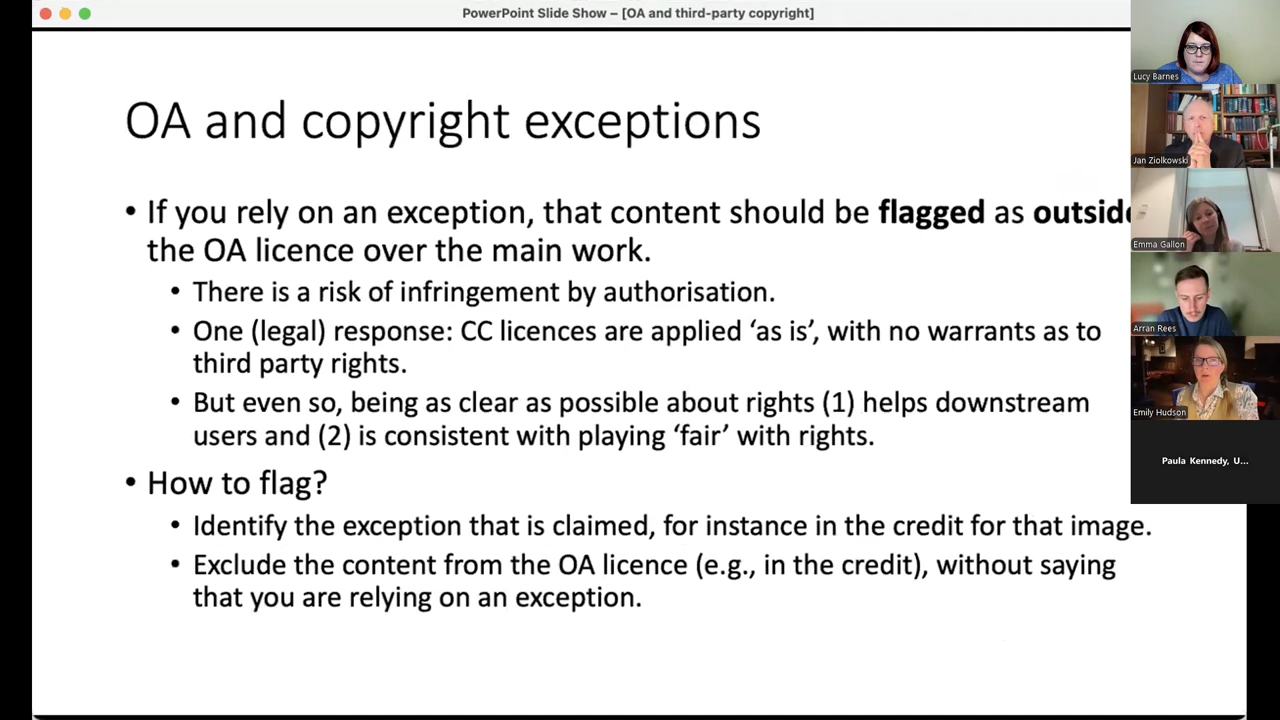 PowerPoint Slide Show – [OA and third-party copyright]
OA and copyright exceptions
• If you rely on an exception, that content should be flagged as outside
the OA licence over the main work.
• There is a risk of infringement by authorisation.
• One (legal) response: CC licences are applied ‘as is’, with no warrants as to
third party rights.
• But even so, being as clear as possible about rights (1) helps downstream
users and (2) is consistent with playing ‘fair’ with rights.
• How to flag?
• Identify the exception that is claimed, for instance in the credit for that image.
• Exclude the content from the OA licence (e.g., in the credit), without saying
that you are relying on an exception.
Lucy Barnes
Jan Ziolkowski
Emma Gallon
Arran Rees
Emily Hudson
Paula Kennedy, U...